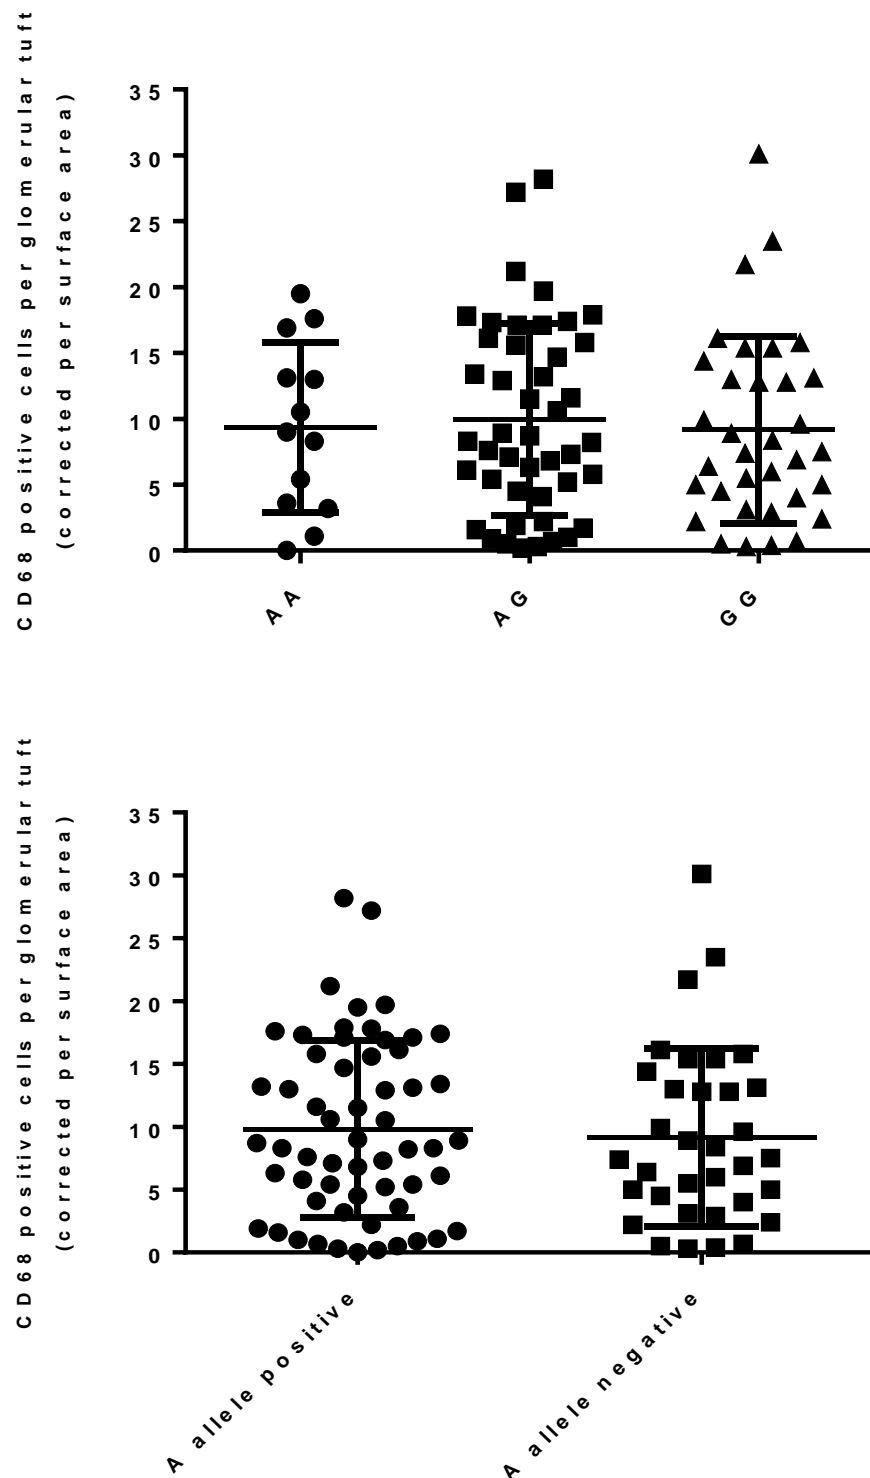 CD68 positive cells per glomerular tuft
(corrected per surface area)
35
30
25
20
15
10
5
0
AA
AG
GG
CD68 positive cells per glomerular tuft
(corrected per surface area)
35
30
25
20
15
10
5
0
A allele positive
A allele negative